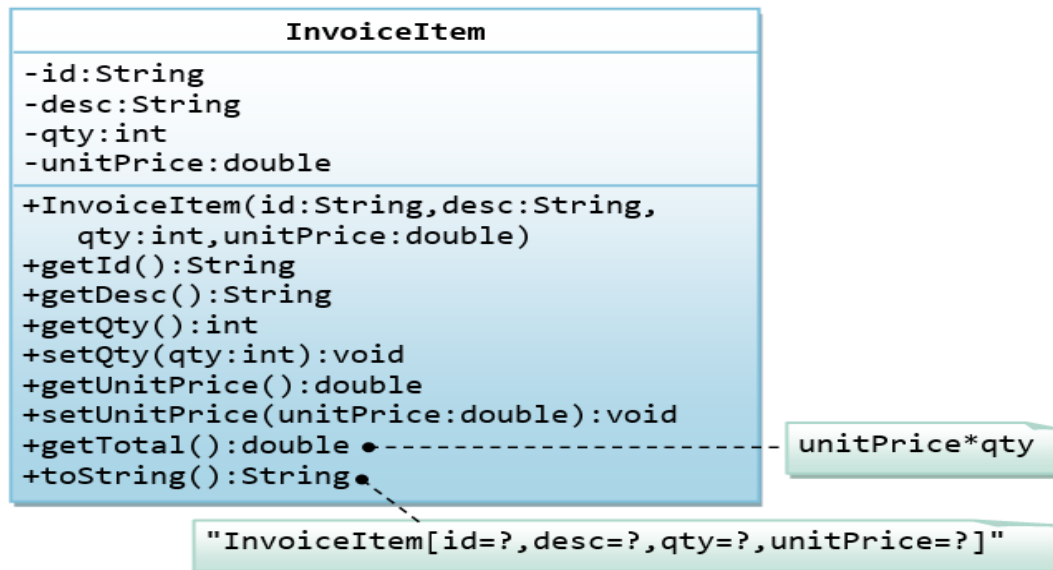 InvoiceItem
-id:String
-desc:String
-qty:int
-unitPrice:double
+InvoiceItem(id:String,desc:String,
qty:int,unitPrice:double)
+getId():String
+getDesc():String
+getQty():int
+setQty(qty:int):void
+getUnitPrice():double
+setUnitPrice(unitPrice:double):void
+getTotal():double
unitPrice*qty
+toString():String
"InvoiceItem[id=?,desc=?,qty=?,unitPrice=?]"